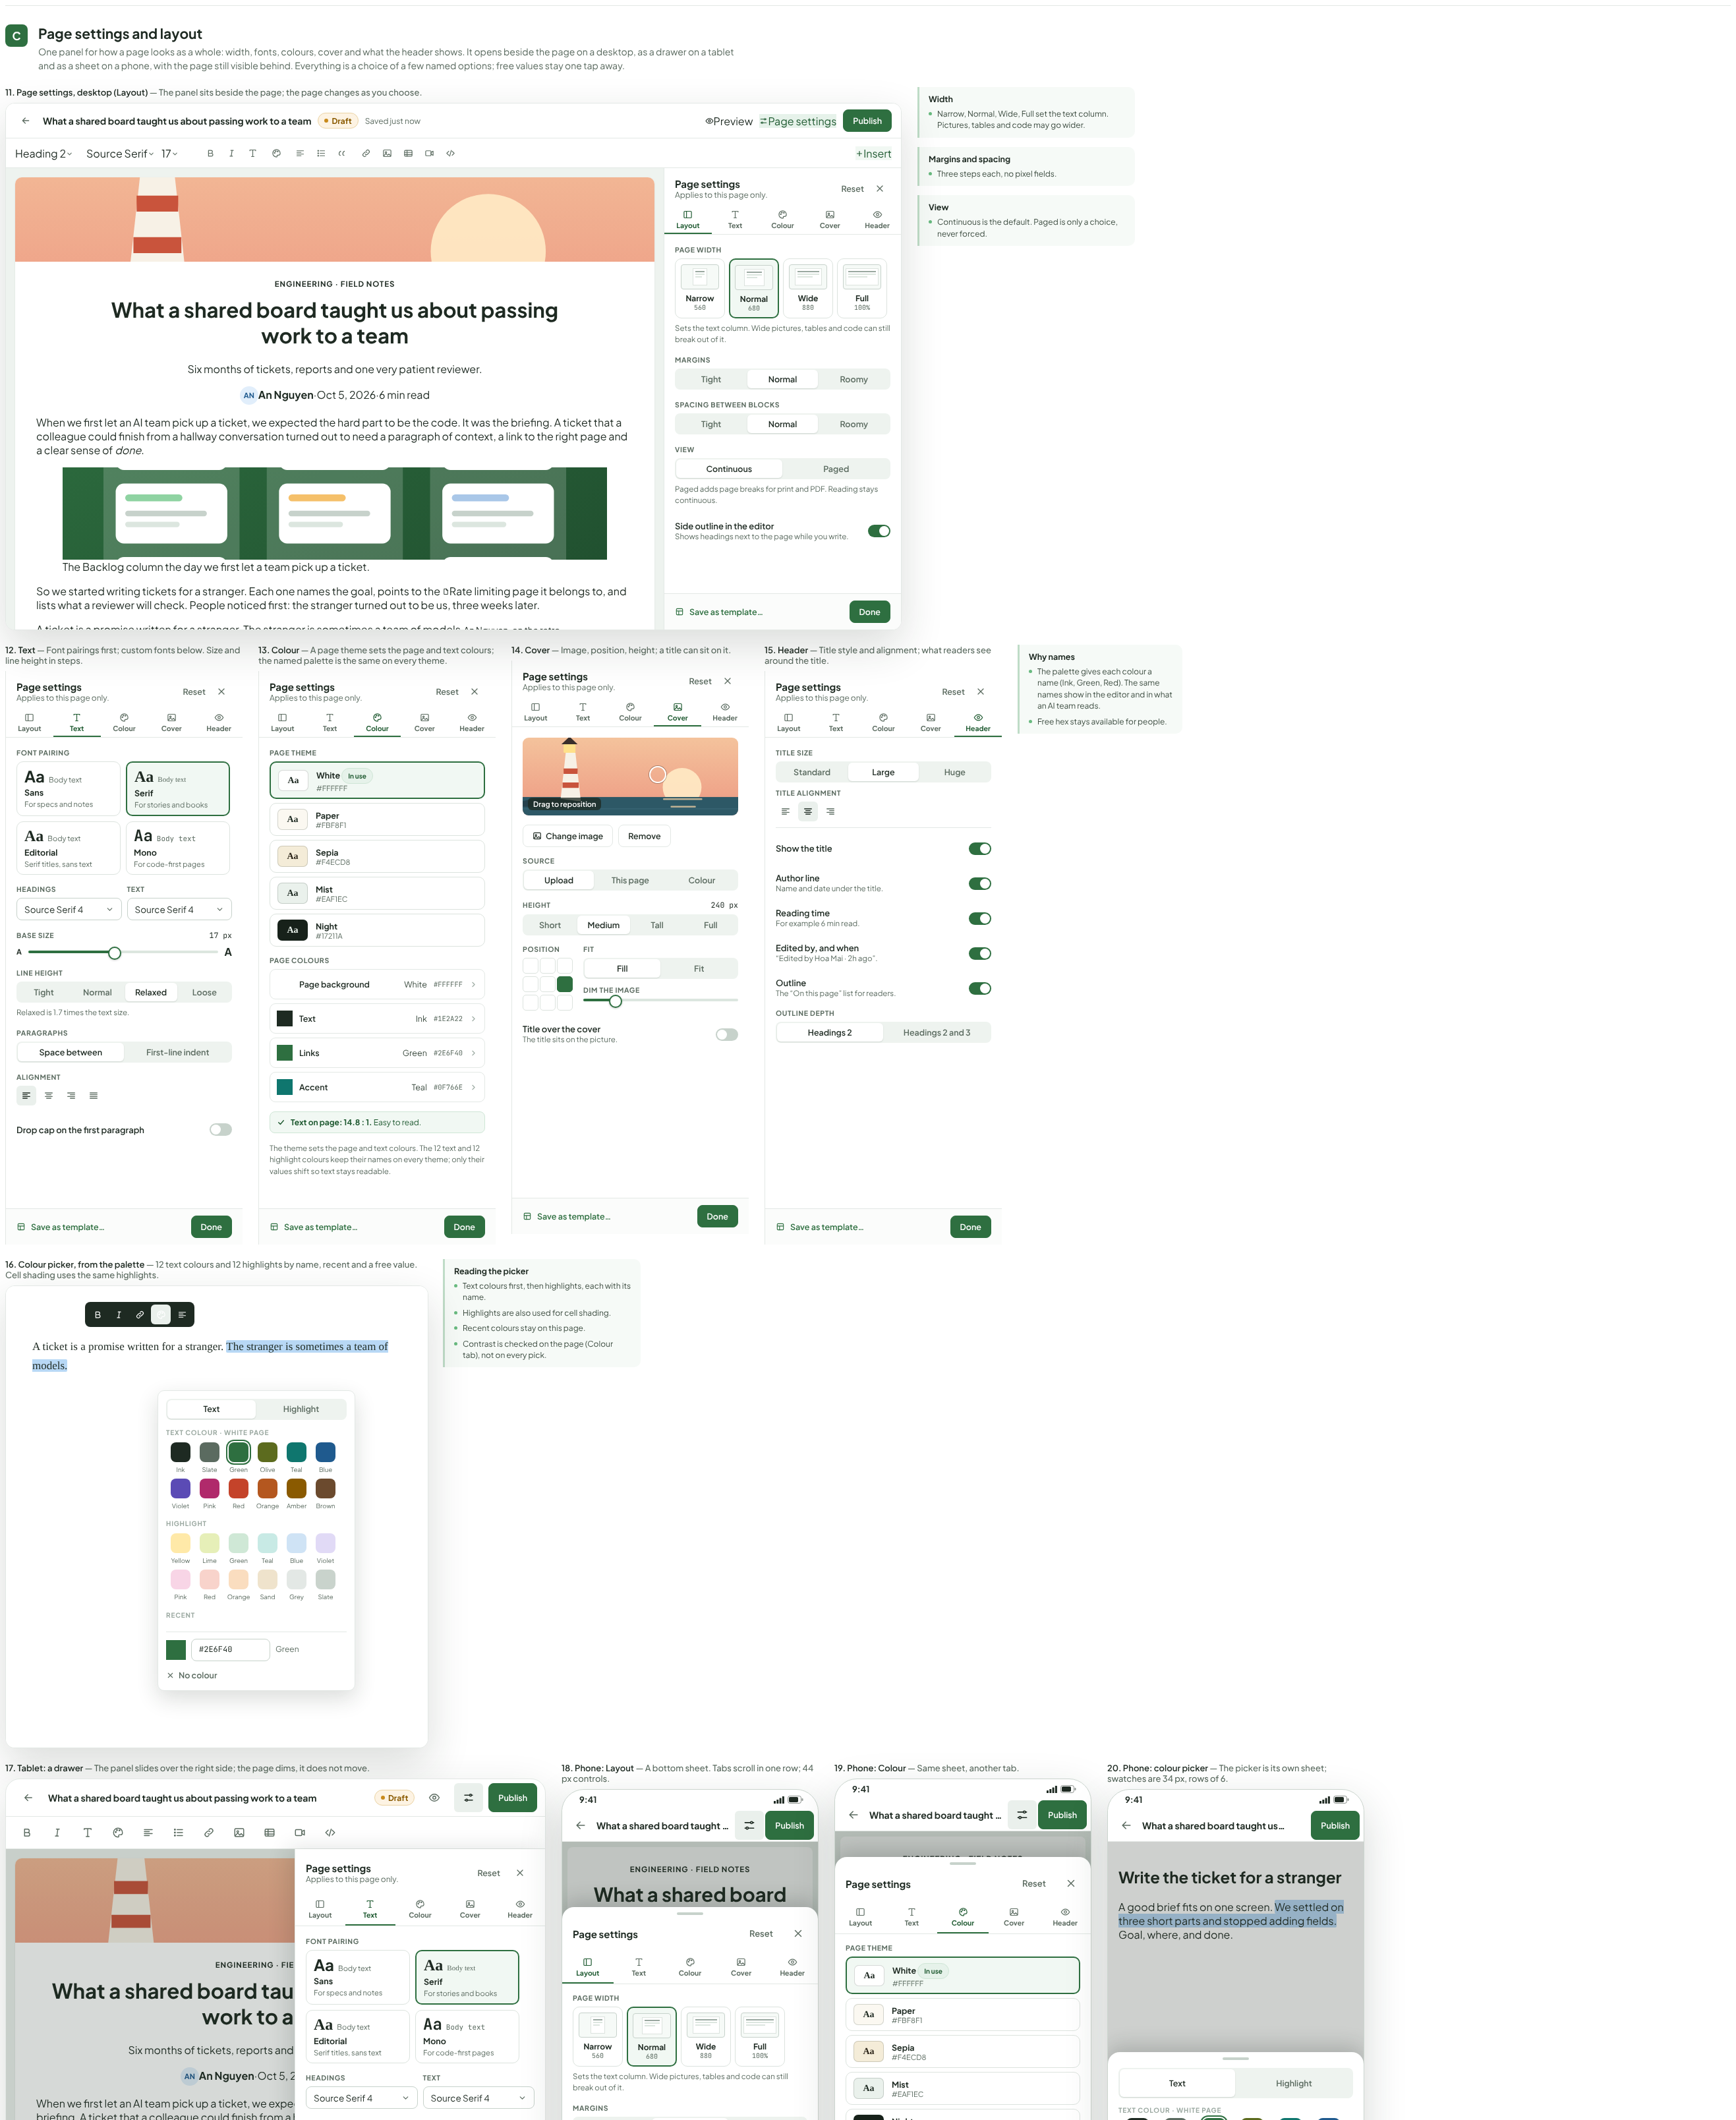 C
Page settings and layout
One panel for how a page looks as a whole: width, fonts, colours, cover and what the header shows. It opens beside the page on a desktop, as a drawer on a tablet
and as a sheet on a phone, with the page still visible behind. Everything is a choice of a few named options; free values stay one tap away.
11. Page settings, desktop (Layout) — The panel sits beside the page; the page changes as you choose.
What a shared board taught us about passing work to a team
Draft
Saved just now
Preview
Page settings
Publish
Heading 2
Source Serif
17
B
I
T
+Insert
ENGINEERING · FIELD NOTES
What a shared board taught us about passing
work to a team
Six months of tickets, reports and one very patient reviewer.
AN
An Nguyen·Oct 5, 2026·6 min read
When we first let an AI team pick up a ticket, we expected the hard part to be the code. It was the briefing. A ticket that a
colleague could finish from a hallway conversation turned out to need a paragraph of context, a link to the right page and
a clear sense of done.
The Backlog column the day we first let a team pick up a ticket.
So we started writing tickets for a stranger. Each one names the goal, points to the Rate limiting page it belongs to, and
lists what a reviewer will check. People noticed first: the stranger turned out to be us, three weeks later.
A ticket is a promise written for a stranger. The stranger is sometimes a team of models.
Page settings
Applies to this page only.
Reset
Layout
Text
Colour
Cover
Header
PAGE WIDTH
Narrow
560
Normal
680
Wide
880
Full
100%
Sets the text column. Wide pictures, tables and code can still
break out of it.
MARGINS
Tight
Normal
Roomy
SPACING BETWEEN BLOCKS
Tight
Normal
Roomy
VIEW
Continuous
Paged
Paged adds page breaks for print and PDF. Reading stays
continuous.
Side outline in the editor
Shows headings next to the page while you write.
Save as template…
Done
Width
Narrow, Normal, Wide, Full set the text column.
Pictures, tables and code may go wider.
Margins and spacing
Three steps each, no pixel fields.
View
Continuous is the default. Paged is only a choice,
never forced.
12. Text — Font pairings first; custom fonts below. Size and
line height in steps.
Page settings
Applies to this page only.
Reset
Layout
Text
Colour
Cover
Header
FONT PAIRING
Aa Body text
Sans
For specs and notes
Aa Body text
Serif
For stories and books
Aa Body text
Editorial
Serif titles, sans text
Aa Body text
Mono
For code-first pages
HEADINGS
TEXT
Source Serif 4
Source Serif 4
BASE SIZE
17 px
A
A
LINE HEIGHT
Tight
Normal
Relaxed
Loose
Relaxed is 1.7 times the text size.
PARAGRAPHS
Space between
First-line indent
ALIGNMENT
Drop cap on the first paragraph
Save as template…
Done
13. Colour — A page theme sets the page and text colours;
the named palette is the same on every theme.
Page settings
Applies to this page only.
Reset
Layout
Text
Colour
Cover
Header
PAGE THEME
Aa
White
In use
#FFFFFF
Aa
Paper
#FBF8F1
Aa
Sepia
#F4ECD8
Aa
Mist
#EAF1EC
Aa
Night
#17211A
PAGE COLOURS
Page background
White #FFFFFF
Text
Ink #1E2A22
Links
Green #2E6F40
Accent
Teal #0F766E
Text on page: 14.8 : 1. Easy to read.
The theme sets the page and text colours. The 12 text and 12
highlight colours keep their names on every theme; only their
values shift so text stays readable.
Save as template…
Done
14. Cover — Image, position, height; a title can sit on it.
Page settings
Applies to this page only.
Reset
Layout
Text
Colour
Cover
Header
Drag to reposition
Change image
Remove
SOURCE
Upload
This page
Colour
HEIGHT
240 px
Short
Medium
Tall
Full
POSITION
FIT
Fill
Fit
DIM THE IMAGE
Title over the cover
The title sits on the picture.
Save as template…
Done
15. Header — Title style and alignment; what readers see
around the title.
Page settings
Applies to this page only.
Reset
Layout
Text
Colour
Cover
Header
TITLE SIZE
Standard
Large
Huge
TITLE ALIGNMENT
Show the title
Author line
Name and date under the title.
Reading time
For example 6 min read.
Edited by, and when
"Edited by Hoa Mai · 2h ago".
Outline
The "On this page" list for readers.
OUTLINE DEPTH
Headings 2
Headings 2 and 3
Save as template…
Done
Why names
The palette gives each colour a
name (Ink, Green, Red). The same
names show in the editor and in what
an AI team reads.
Free hex stays available for people.
16. Colour picker, from the palette — 12 text colours and 12 highlights by name, recent and a free value.
Cell shading uses the same highlights.
B
I
A ticket is a promise written for a stranger. The stranger is sometimes a team of
models.
Text
Highlight
TEXT COLOUR · WHITE PAGE
Ink
Slate
Green
Olive
Teal
Blue
Violet
Pink
Red
Orange
Amber
Brown
HIGHLIGHT
Yellow
Lime
Green
Teal
Blue
Violet
Pink
Red
Orange
Sand
Grey
Slate
RECENT
#2E6F40
Green
No colour
Reading the picker
Text colours first, then highlights, each with its
name.
Highlights are also used for cell shading.
Recent colours stay on this page.
Contrast is checked on the page (Colour
tab), not on every pick.
17. Tablet: a drawer — The panel slides over the right side; the page dims, it does not move.
What a shared board taught us about passing work to a team
Draft
Publish
B
I
T
ENGINEERING · FIE
What a shared board tau
work to a
Six months of tickets, reports and
AN
An Nguyen·Oct 5, 2
When we first let an AI team pick up a ticket, we expe
briefing. A ticket that a colleague could finish from a l
Page settings
Applies to this page only.
Reset
Layout
Text
Colour
Cover
Header
FONT PAIRING
Aa Body text
Sans
For specs and notes
Aa Body text
Serif
For stories and books
Aa Body text
Editorial
Serif titles, sans text
Aa Body text
Mono
For code-first pages
HEADINGS
TEXT
Source Serif 4
Source Serif 4
18. Phone: Layout — A bottom sheet. Tabs scroll in one row; 44
px controls.
9:41
What a shared board taught …
Publish
ENGINEERING · FIELD NOTES
What a shared board
Page settings
Reset
Layout
Text
Colour
Cover
Header
PAGE WIDTH
Narrow
560
Normal
680
Wide
880
Full
100%
Sets the text column. Wide pictures, tables and code can still
break out of it.
MARGINS
19. Phone: Colour — Same sheet, another tab.
9:41
What a shared board taught …
Publish
Page settings
Reset
Layout
Text
Colour
Cover
Header
PAGE THEME
Aa
White
In use
#FFFFFF
Aa
Paper
#FBF8F1
Aa
Sepia
#F4ECD8
Aa
Mist
#EAF1EC
20. Phone: colour picker — The picker is its own sheet;
swatches are 34 px, rows of 6.
9:41
What a shared board taught us…
Publish
Write the ticket for a stranger
A good brief fits on one screen. We settled on
three short parts and stopped adding fields.
Goal, where, and done.
Text
Highlight
TEXT COLOUR · WHITE PAGE